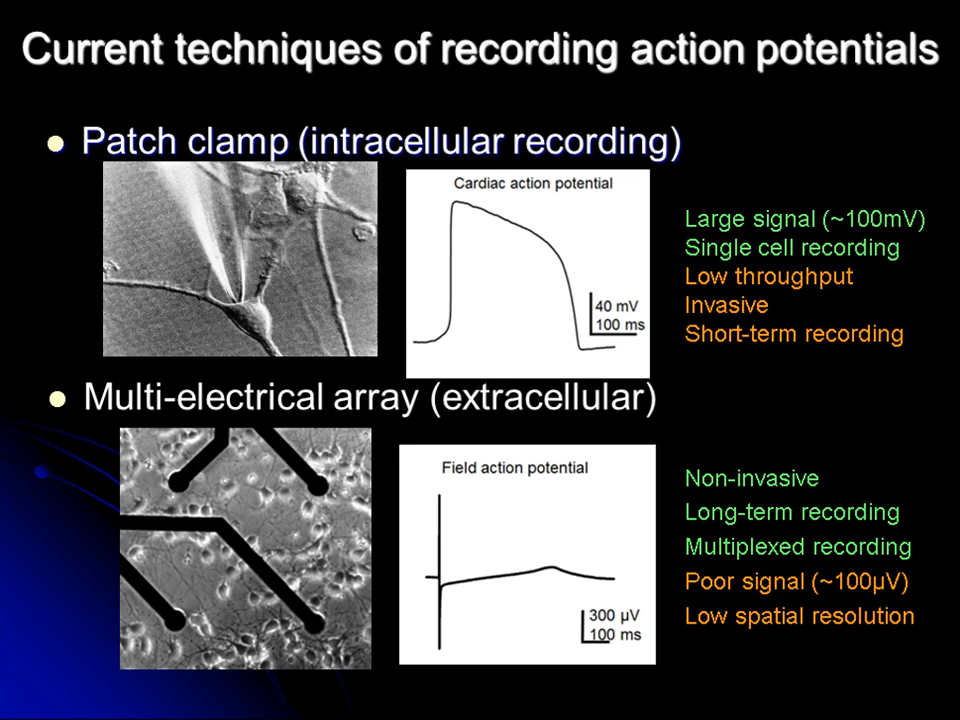 Current techniques of recording action potentials
Patch clamp (intracellular recording)
Cardiac action potential
40 mV
100 ms
Large signal (~100mV)
Single cell recording
Low throughput
Invasive
Short-term recording
Multi-electrical array (extracellular)
Field action potential
300 µV
100 ms
Non-invasive
Long-term recording
Multiplexed recording
Poor signal (~100µV)
Low spatial resolution